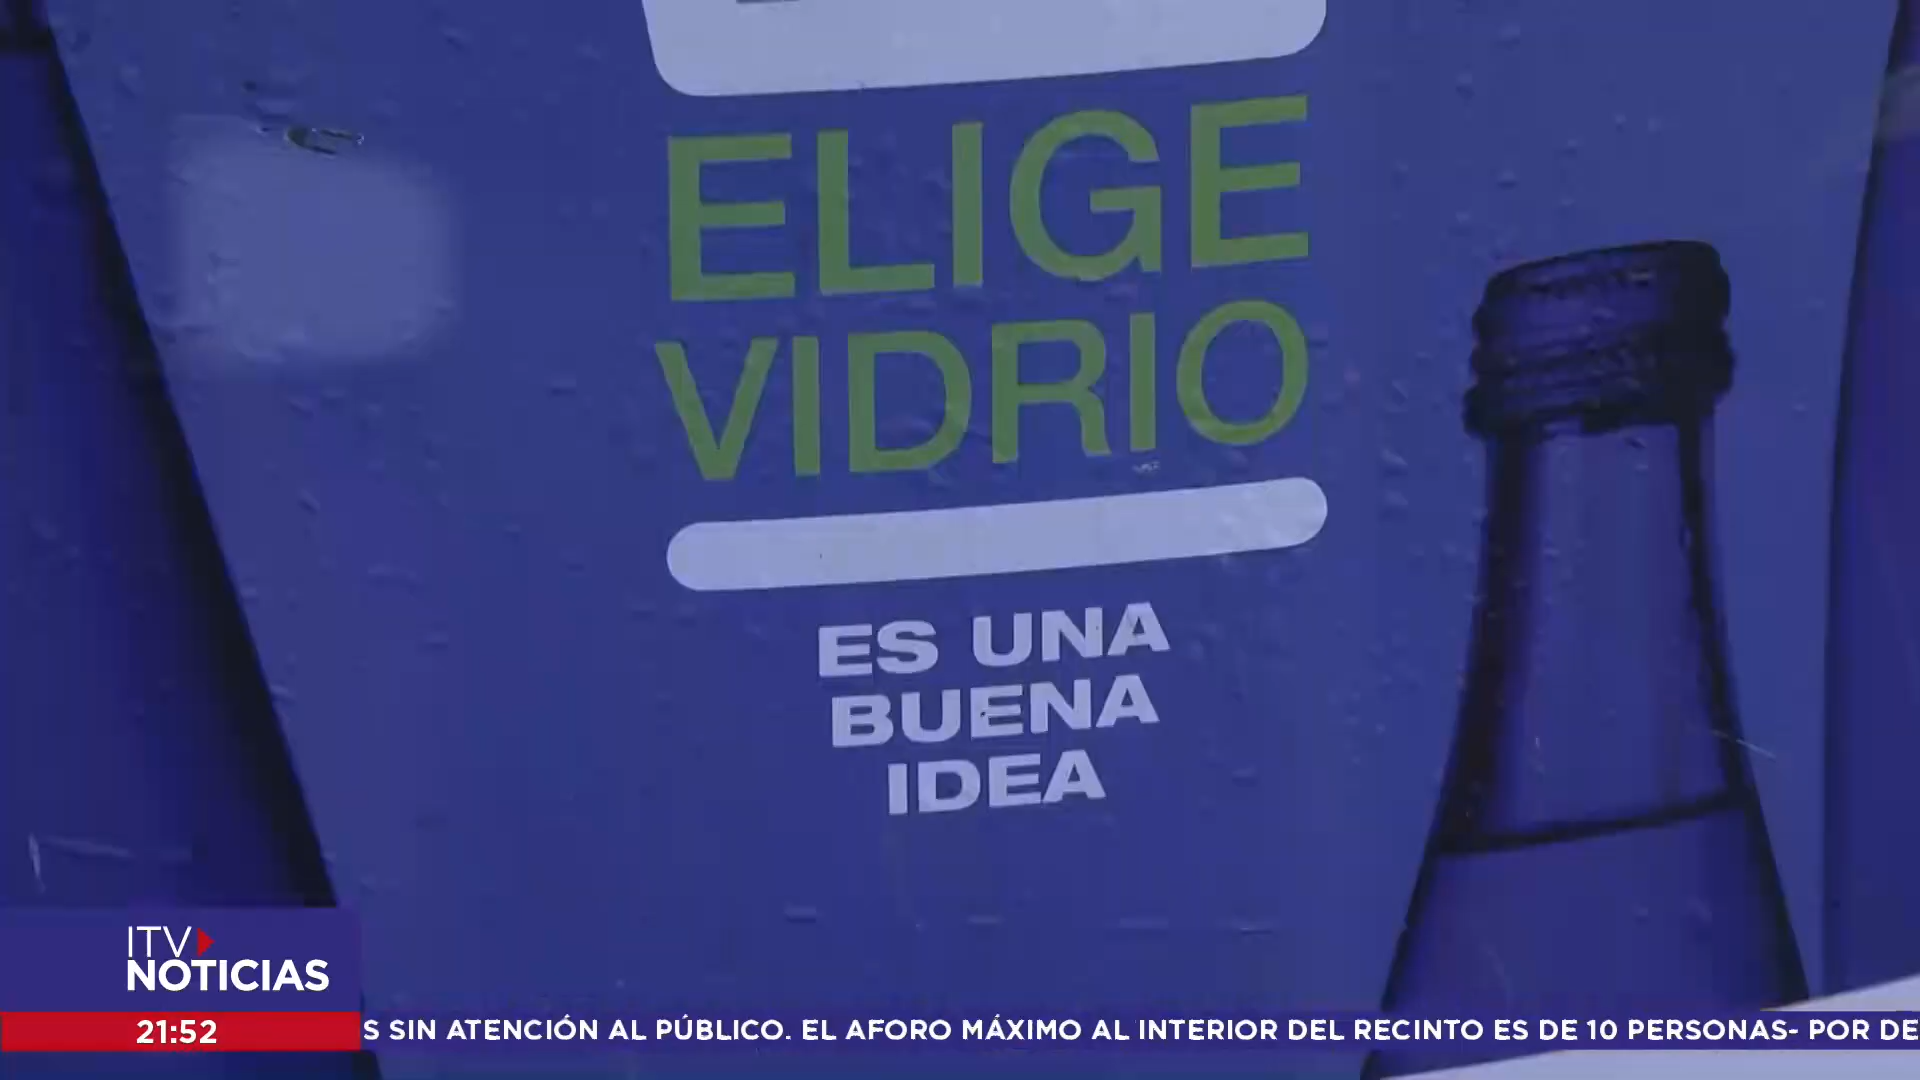 ELIGE
VIDRIO
ES UNA
BUENA
IDEA
ITV
NOTICIAS
21:52
S SIN ATENCIÓN AL PÚBLICO. EL AFORO MÁXIMO AL INTERIOR DEL RECINTO ES DE 10 PERSONAS- POR DE